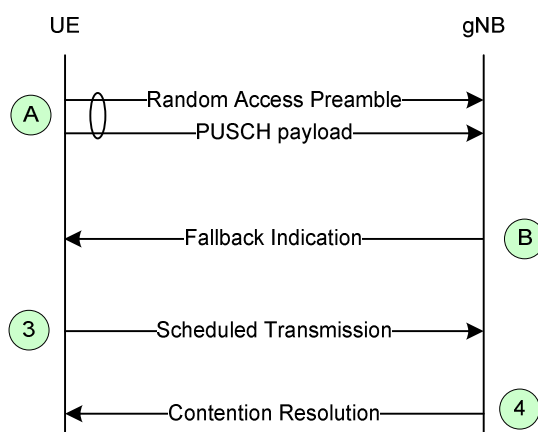 UE
gNB
Random Access Preamble
A
PUSCH payload
Fallback Indication
B
3
Scheduled Transmission
4
Contention Resolution